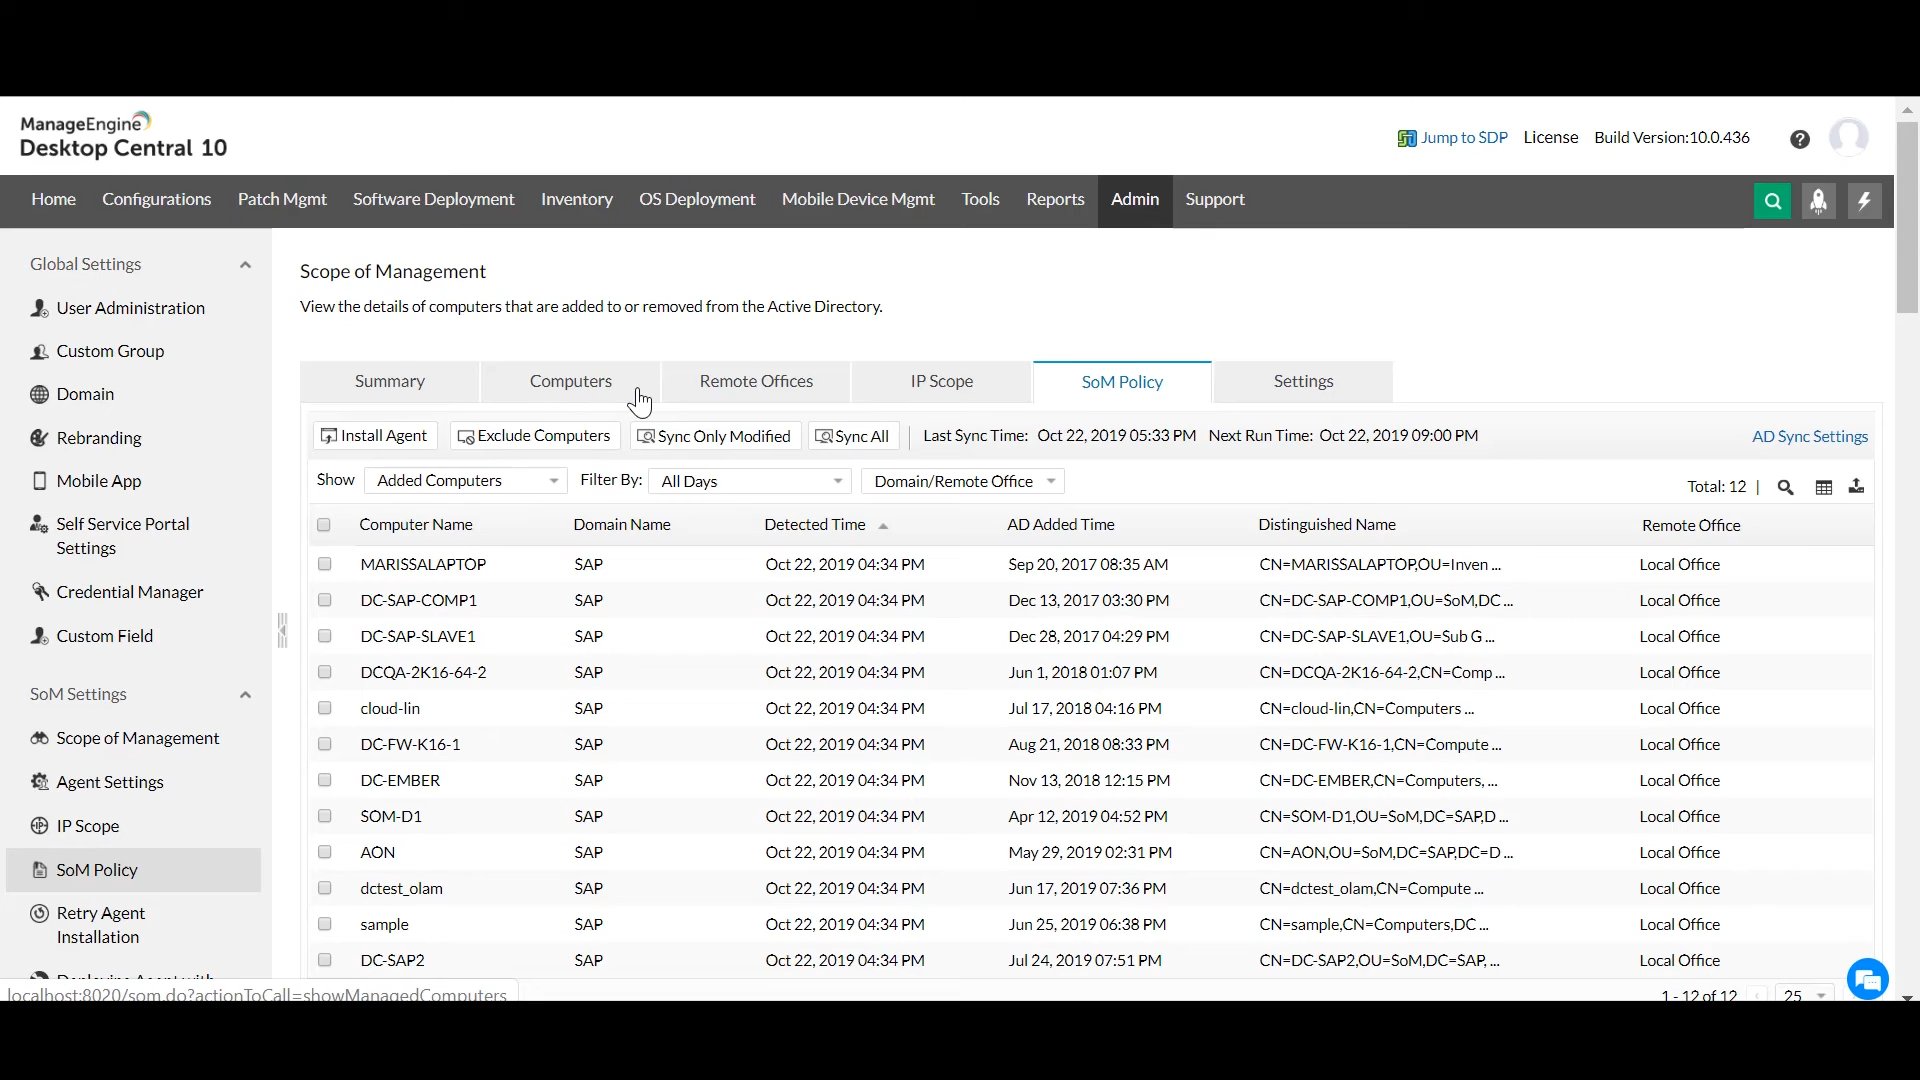 ManageEngine
Desktop Central 10
Jump to SDP License Build Version:10.0.436
Home Configurations Patch Mgmt Software Deployment Inventory OS Deployment Mobile Device Mgmt Tools Reports Admin Support
Global Settings
User Administration
Custom Group
Domain
Rebranding
Mobile App
Self Service Portal
Settings
Credential Manager
Custom Field
SoM Settings
Scope of Management
Agent Settings
IP Scope
SoM Policy
Retry Agent
Installation
Deploying Agent with
Scope of Management
View the details of computers that are added to or removed from the Active Directory.
Summary Computers Remote Offices IP Scope SoM Policy Settings
Install Agent Exclude Computers Sync Only Modified Sync All Last Sync Time: Oct 22, 2019 05:33 PM Next Run Time: Oct 22, 2019 09:00 PM AD Sync Settings
Show Added Computers Filter By: All Days Domain/Remote Office Total: 12 |
Computer Name Domain Name Detected Time AD Added Time Distinguished Name Remote Office
MARISSALAPTOP SAP Oct 22, 2019 04:34 PM Sep 20, 2017 08:35 AM CN=MARISSALAPTOP,OU=Inven ... Local Office
DC-SAP-COMP1 SAP Oct 22, 2019 04:34 PM Dec 13, 2017 03:30 PM CN=DC-SAP-COMP1,OU=SoM,DC ... Local Office
DC-SAP-SLAVE1 SAP Oct 22, 2019 04:34 PM Dec 28, 2017 04:29 PM CN=DC-SAP-SLAVE1,OU=Sub G ... Local Office
DCQA-2K16-64-2 SAP Oct 22, 2019 04:34 PM Jun 1, 2018 01:07 PM CN=DCQA-2K16-64-2,CN=Comp ... Local Office
cloud-lin SAP Oct 22, 2019 04:34 PM Jul 17, 2018 04:16 PM CN=cloud-lin,CN=Computers ... Local Office
DC-FW-K16-1 SAP Oct 22, 2019 04:34 PM Aug 21, 2018 08:33 PM CN=DC-FW-K16-1,CN=Compute ... Local Office
DC-EMBER SAP Oct 22, 2019 04:34 PM Nov 13, 2018 12:15 PM CN=DC-EMBER,CN=Computers, ... Local Office
SOM-D1 SAP Oct 22, 2019 04:34 PM Apr 12, 2019 04:52 PM CN=SOM-D1,OU=SoM,DC=SAP,D ... Local Office
AON SAP Oct 22, 2019 04:34 PM May 29, 2019 02:31 PM CN=AON,OU=SoM,DC=SAP,DC=D ... Local Office
dctest_olam SAP Oct 22, 2019 04:34 PM Jun 17, 2019 07:36 PM CN=dctest_olam,CN=Compute ... Local Office
sample SAP Oct 22, 2019 04:34 PM Jun 25, 2019 06:38 PM CN=sample,CN=Computers,DC ... Local Office
DC-SAP2 SAP Oct 22, 2019 04:34 PM Jul 24, 2019 07:51 PM CN=DC-SAP2,OU=SoM,DC=SAP, ... Local Office
localhost:8020/som.do?actionToCall=showManagedComputers
1 - 12 of 12 25